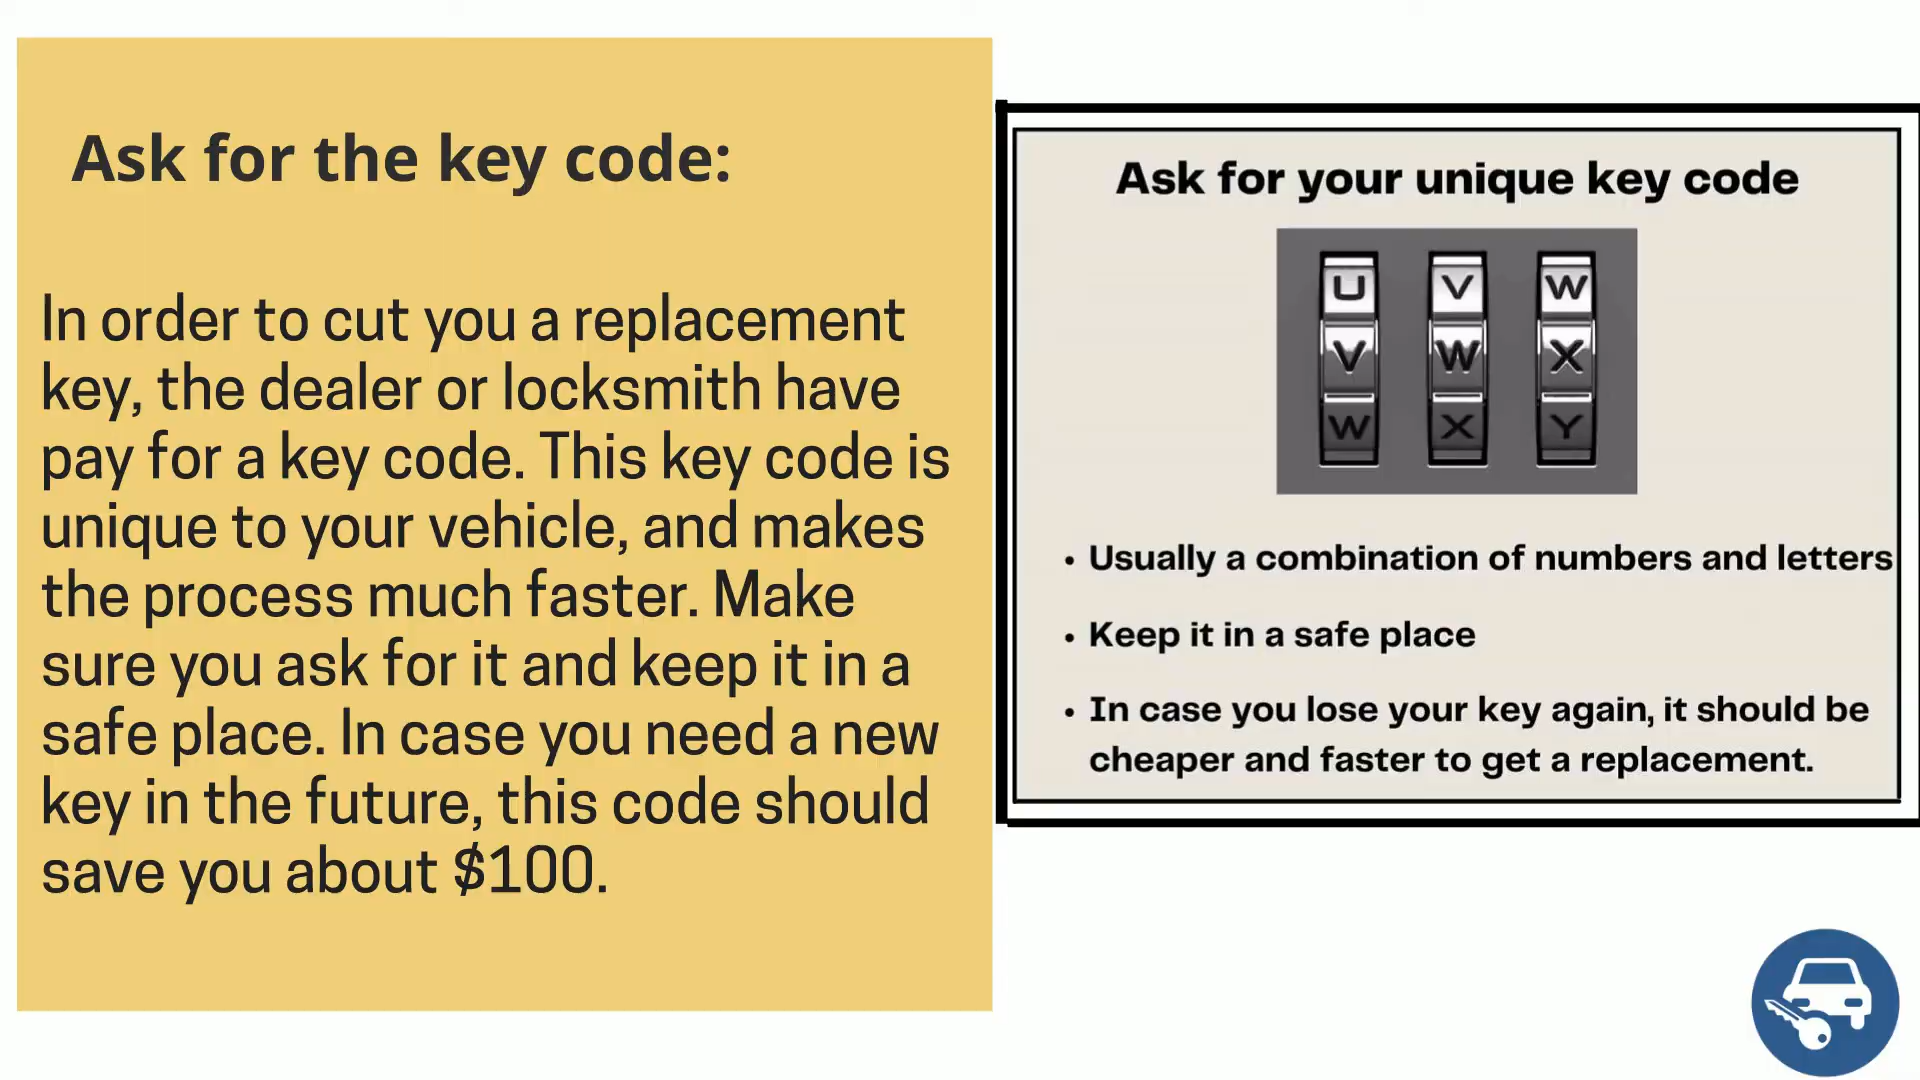 Ask for the key code:
In order to cut you a replacement
key, the dealer or locksmith have
pay for a key code. This key code is
unique to your vehicle, and makes
the process much faster. Make
sure you ask for it and keep it in a
safe place. In case you need a new
key in the future, this code should
save you about $100.
Ask for your unique key code
U V W
V W X
W X Y
• Usually a combination of numbers and letters
• Keep it in a safe place
• In case you lose your key again, it should be
cheaper and faster to get a replacement.